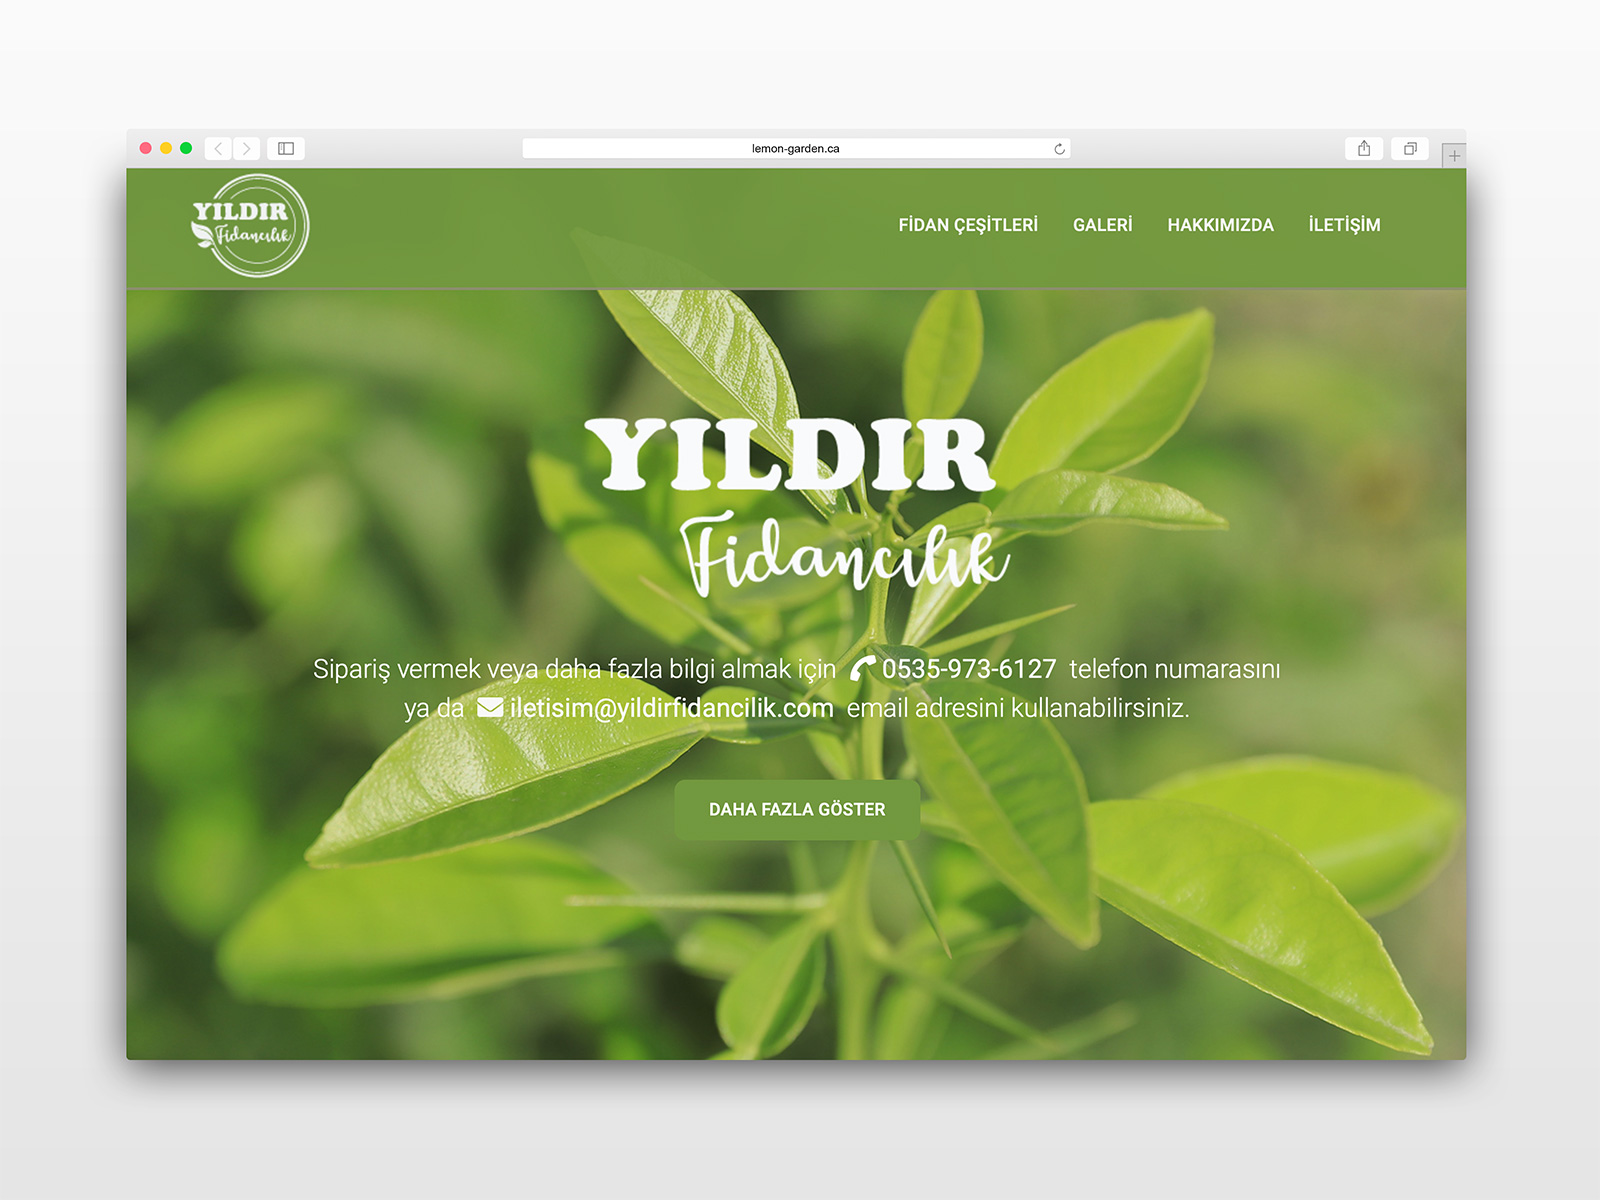 lemon-garden.ca
YILDIR
Fidancılık
FİDAN ÇEŞİTLERİ GALERİ HAKKIMIZDA İLETİŞİM
YILDIR
Fidancılık
Sipariş vermek veya daha fazla bilgi almak için 0535-973-6127 telefon numarasını
ya da iletisim@yildirfidancilik.com email adresini kullanabilirsiniz.
DAHA FAZLA GÖSTER